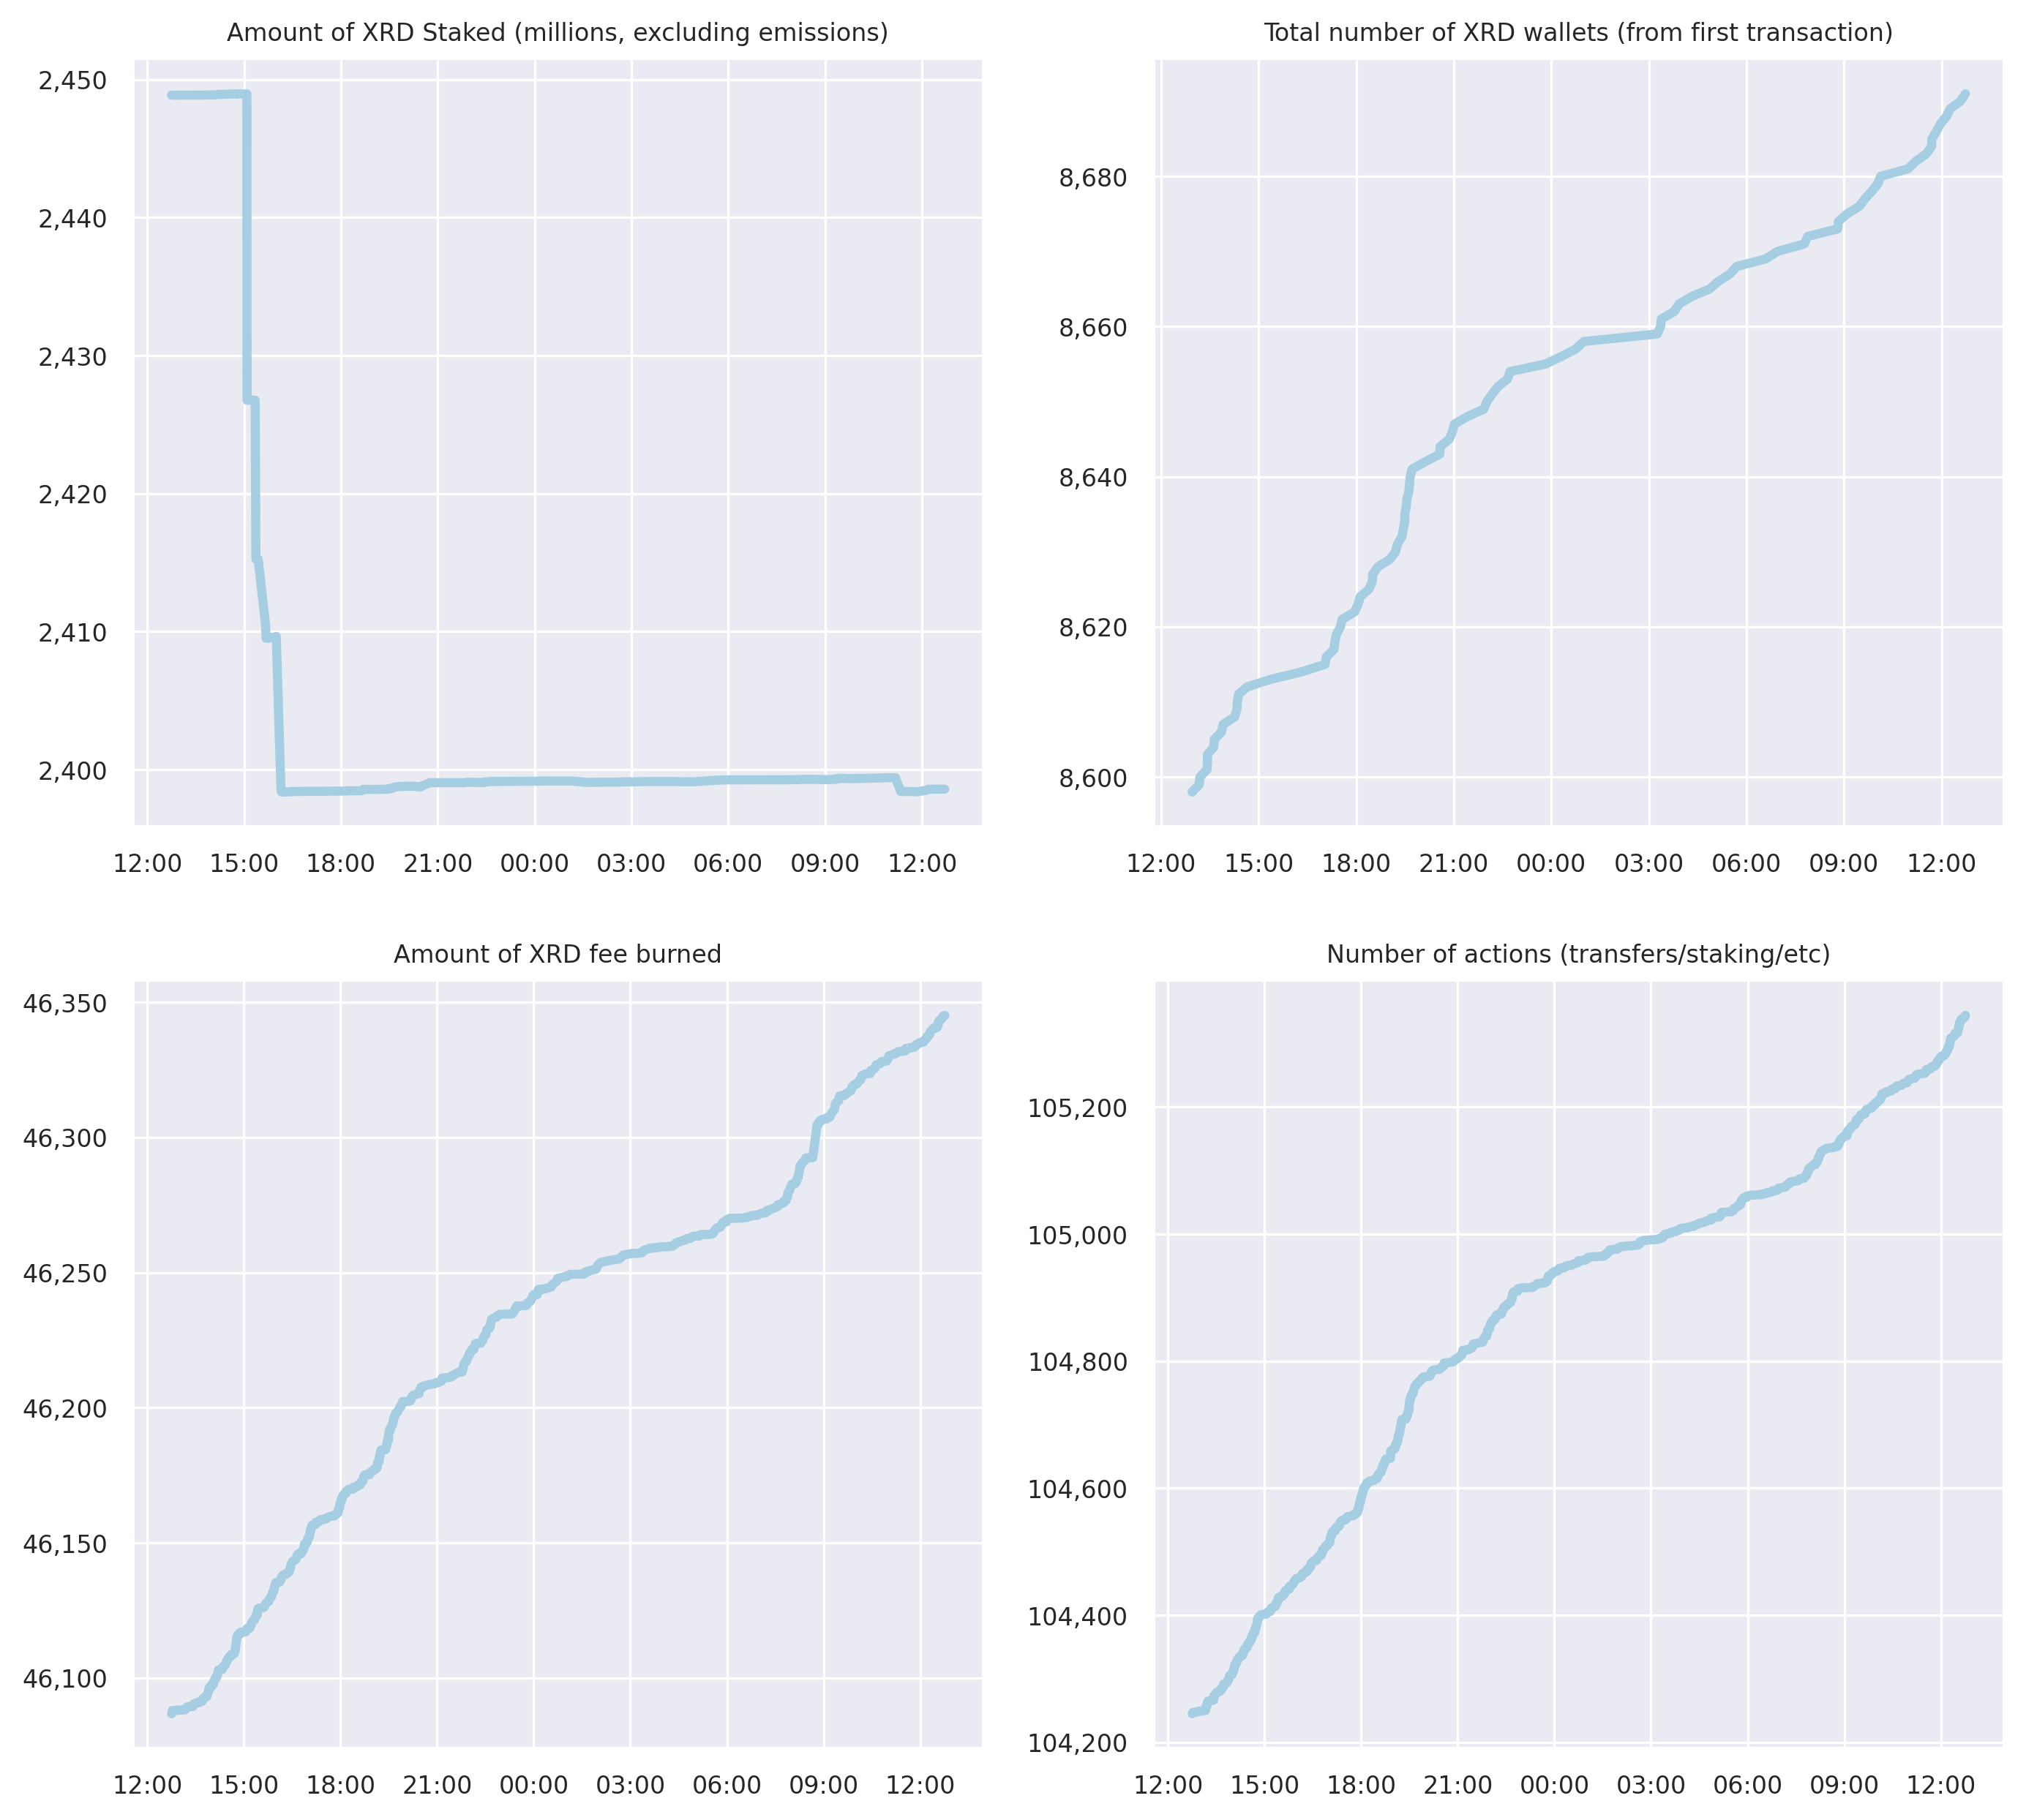 Amount of XRD Staked (millions, excluding emissions)
2,450
2,440
2,430
2,420
2,410
2,400
12:00 15:00 18:00 21:00 00:00 03:00 06:00 09:00 12:00
Total number of XRD wallets (from first transaction)
8,680
8,660
8,640
8,620
8,600
12:00 15:00 18:00 21:00 00:00 03:00 06:00 09:00 12:00
Amount of XRD fee burned
46,350
46,300
46,250
46,200
46,150
46,100
12:00 15:00 18:00 21:00 00:00 03:00 06:00 09:00 12:00
Number of actions (transfers/staking/etc)
105,200
105,000
104,800
104,600
104,400
104,200
12:00 15:00 18:00 21:00 00:00 03:00 06:00 09:00 12:00